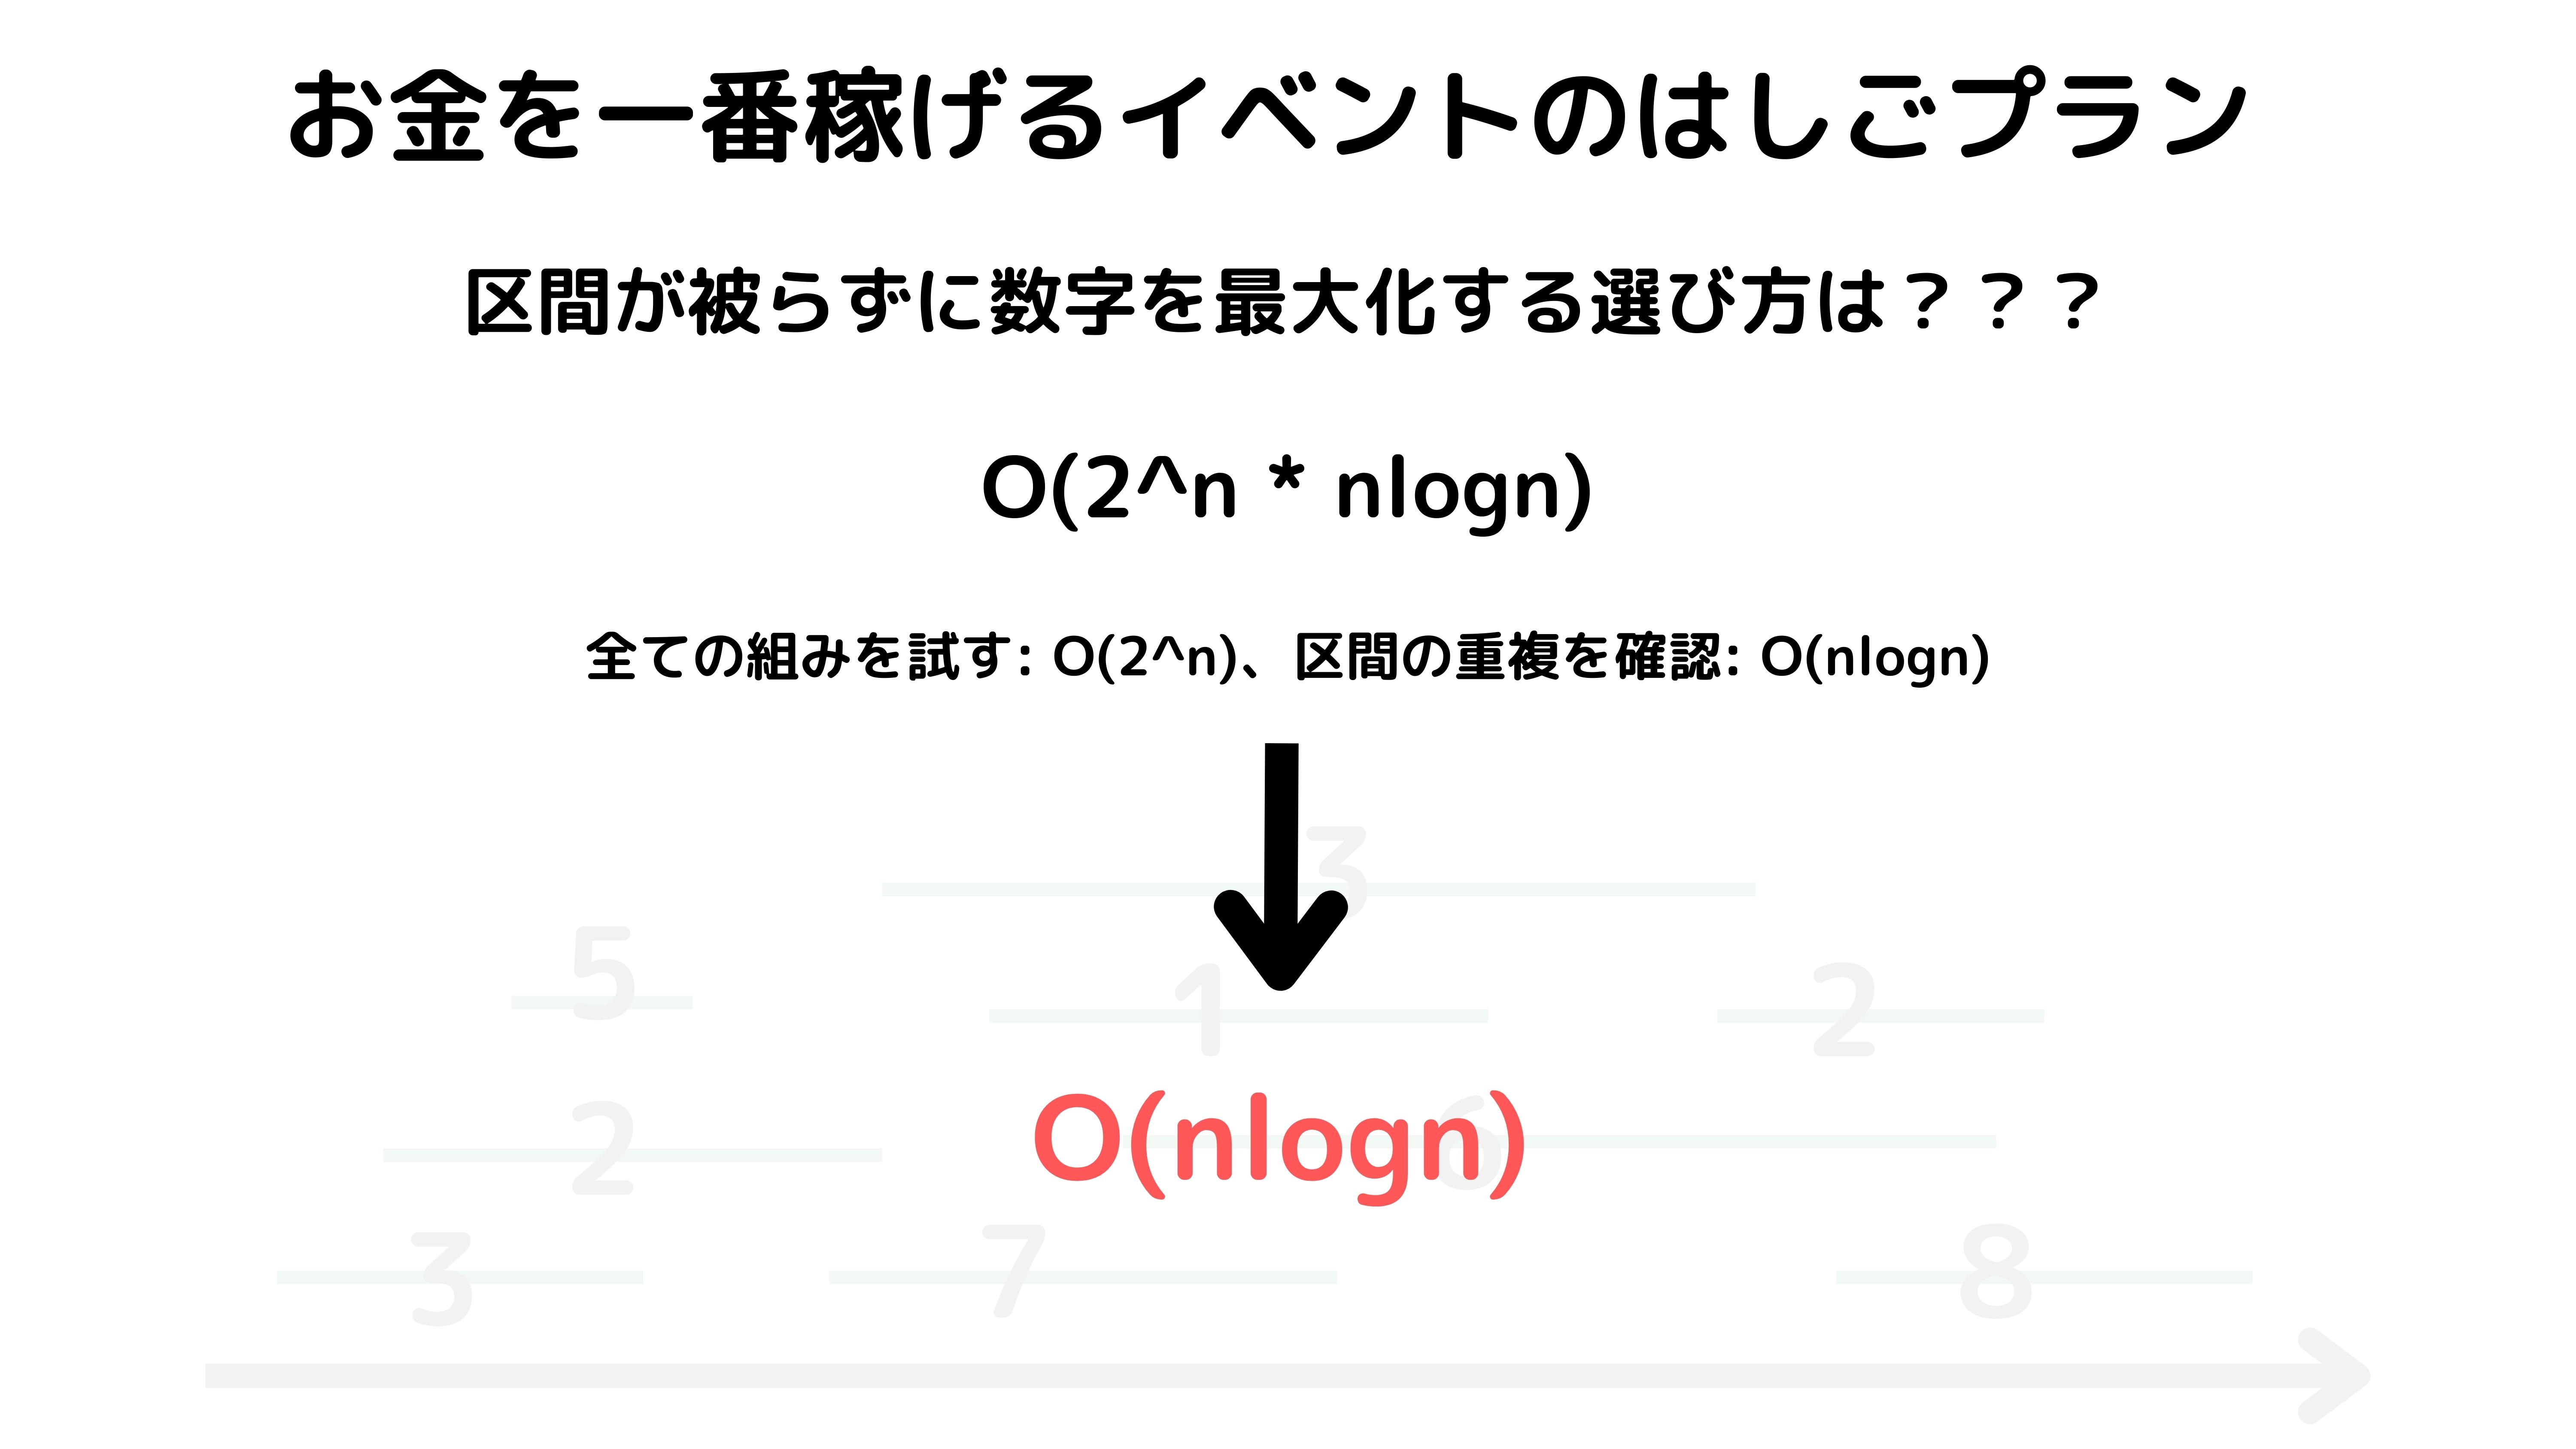 お金を一番稼げるイベントのはしごプラン
区間が被らずに数字を最大化する選び方は？？？
O(2^n * nlogn)
全ての組みを試す: O(2^n)、区間の重複を確認: O(nlogn)
3
5
1
2
O(nlogn)
6
2
3
7
8